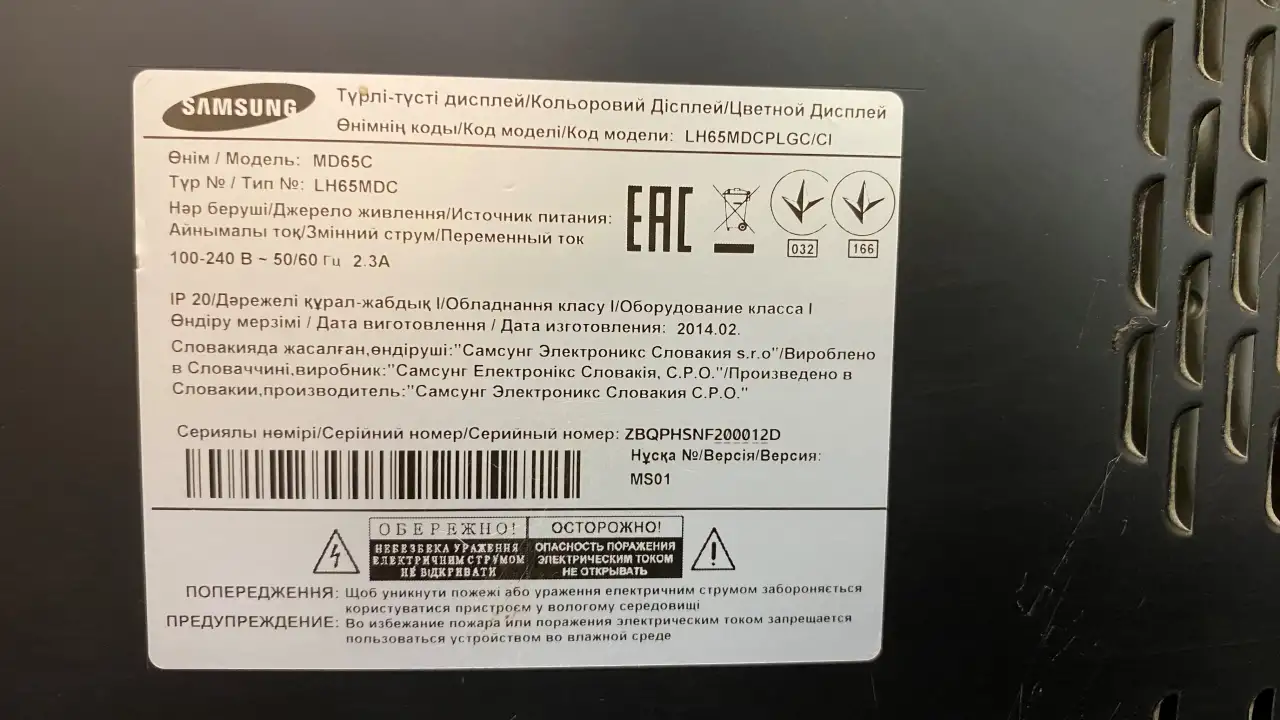 SAMSUNG
Түрлі-түсті дисплей/Кольоровий Дісплей/Цветной Дисплей
Өнімнің коды/Код моделі/Код модели: LH65MDCPLGC/CI
Өнім / Модель: MD65C
Түр № / Тип №: LH65MDC
Нәр беруші/Джерело живлення/Источник питания:
Айнымалы тоқ/Змінний струм/Переменный ток
100-240 В ~ 50/60 Гц 2.3А
EAC
032
166
IP 20/Дәрежелі құрал-жабдық I/Обладнання класу I/Оборудование класса I
Өндіру мерзімі / Дата виготовлення / Дата изготовления: 2014.02.
Словакияда жасалған,өндіруші:"Самсунг Электроникс Словакия s.r.o"/Вироблено
в Словаччині,виробник:"Самсунг Електронікс Словакія, С.Р.О."/Произведено в
Словакии,производитель:"Самсунг Электроникс Словакия С.Р.О."
Сериялы немірі/Серійний номер/Серийный номер: ZBQPHSNF200012D
Нұсқа №/Версія/Версия:
MS01
ОБЕРЕЖНО!
НЕБЕЗБЕКА УРАЖЕННЯ
ЕЛЕКТРИЧНИМ СТРУМОМ
НЕ ВІДКРИВАТИ
ОСТОРОЖНО!
ОПАСНОСТЬ ПОРАЖЕНИЯ
ЭЛЕКТРИЧЕСКИМ ТОКОМ
НЕ ОТКРЫВАТЬ
ПОПОРЕДЖЕННЯ: Щоб уникнути пожежі або ураження електричним струмом забороняється
користуватися пристроєм у вологому середовищі
ПРЕДУПРЕЖДЕНИЕ: Во избежание пожара или поражения электрическим током запрещается
пользоваться устройством во влажной среде